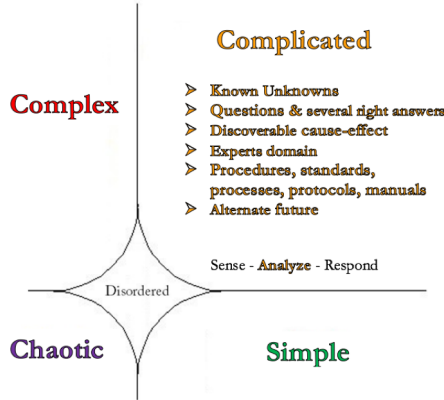 Complicated
Complex
Known Unknowns
Questions & several right answers
Discoverable cause-effect
Experts domain
Procedures, standards,
processes, protocols, manuals
Alternate future
Sense - Analyze - Respond
Disordered
Chaotic
Simple